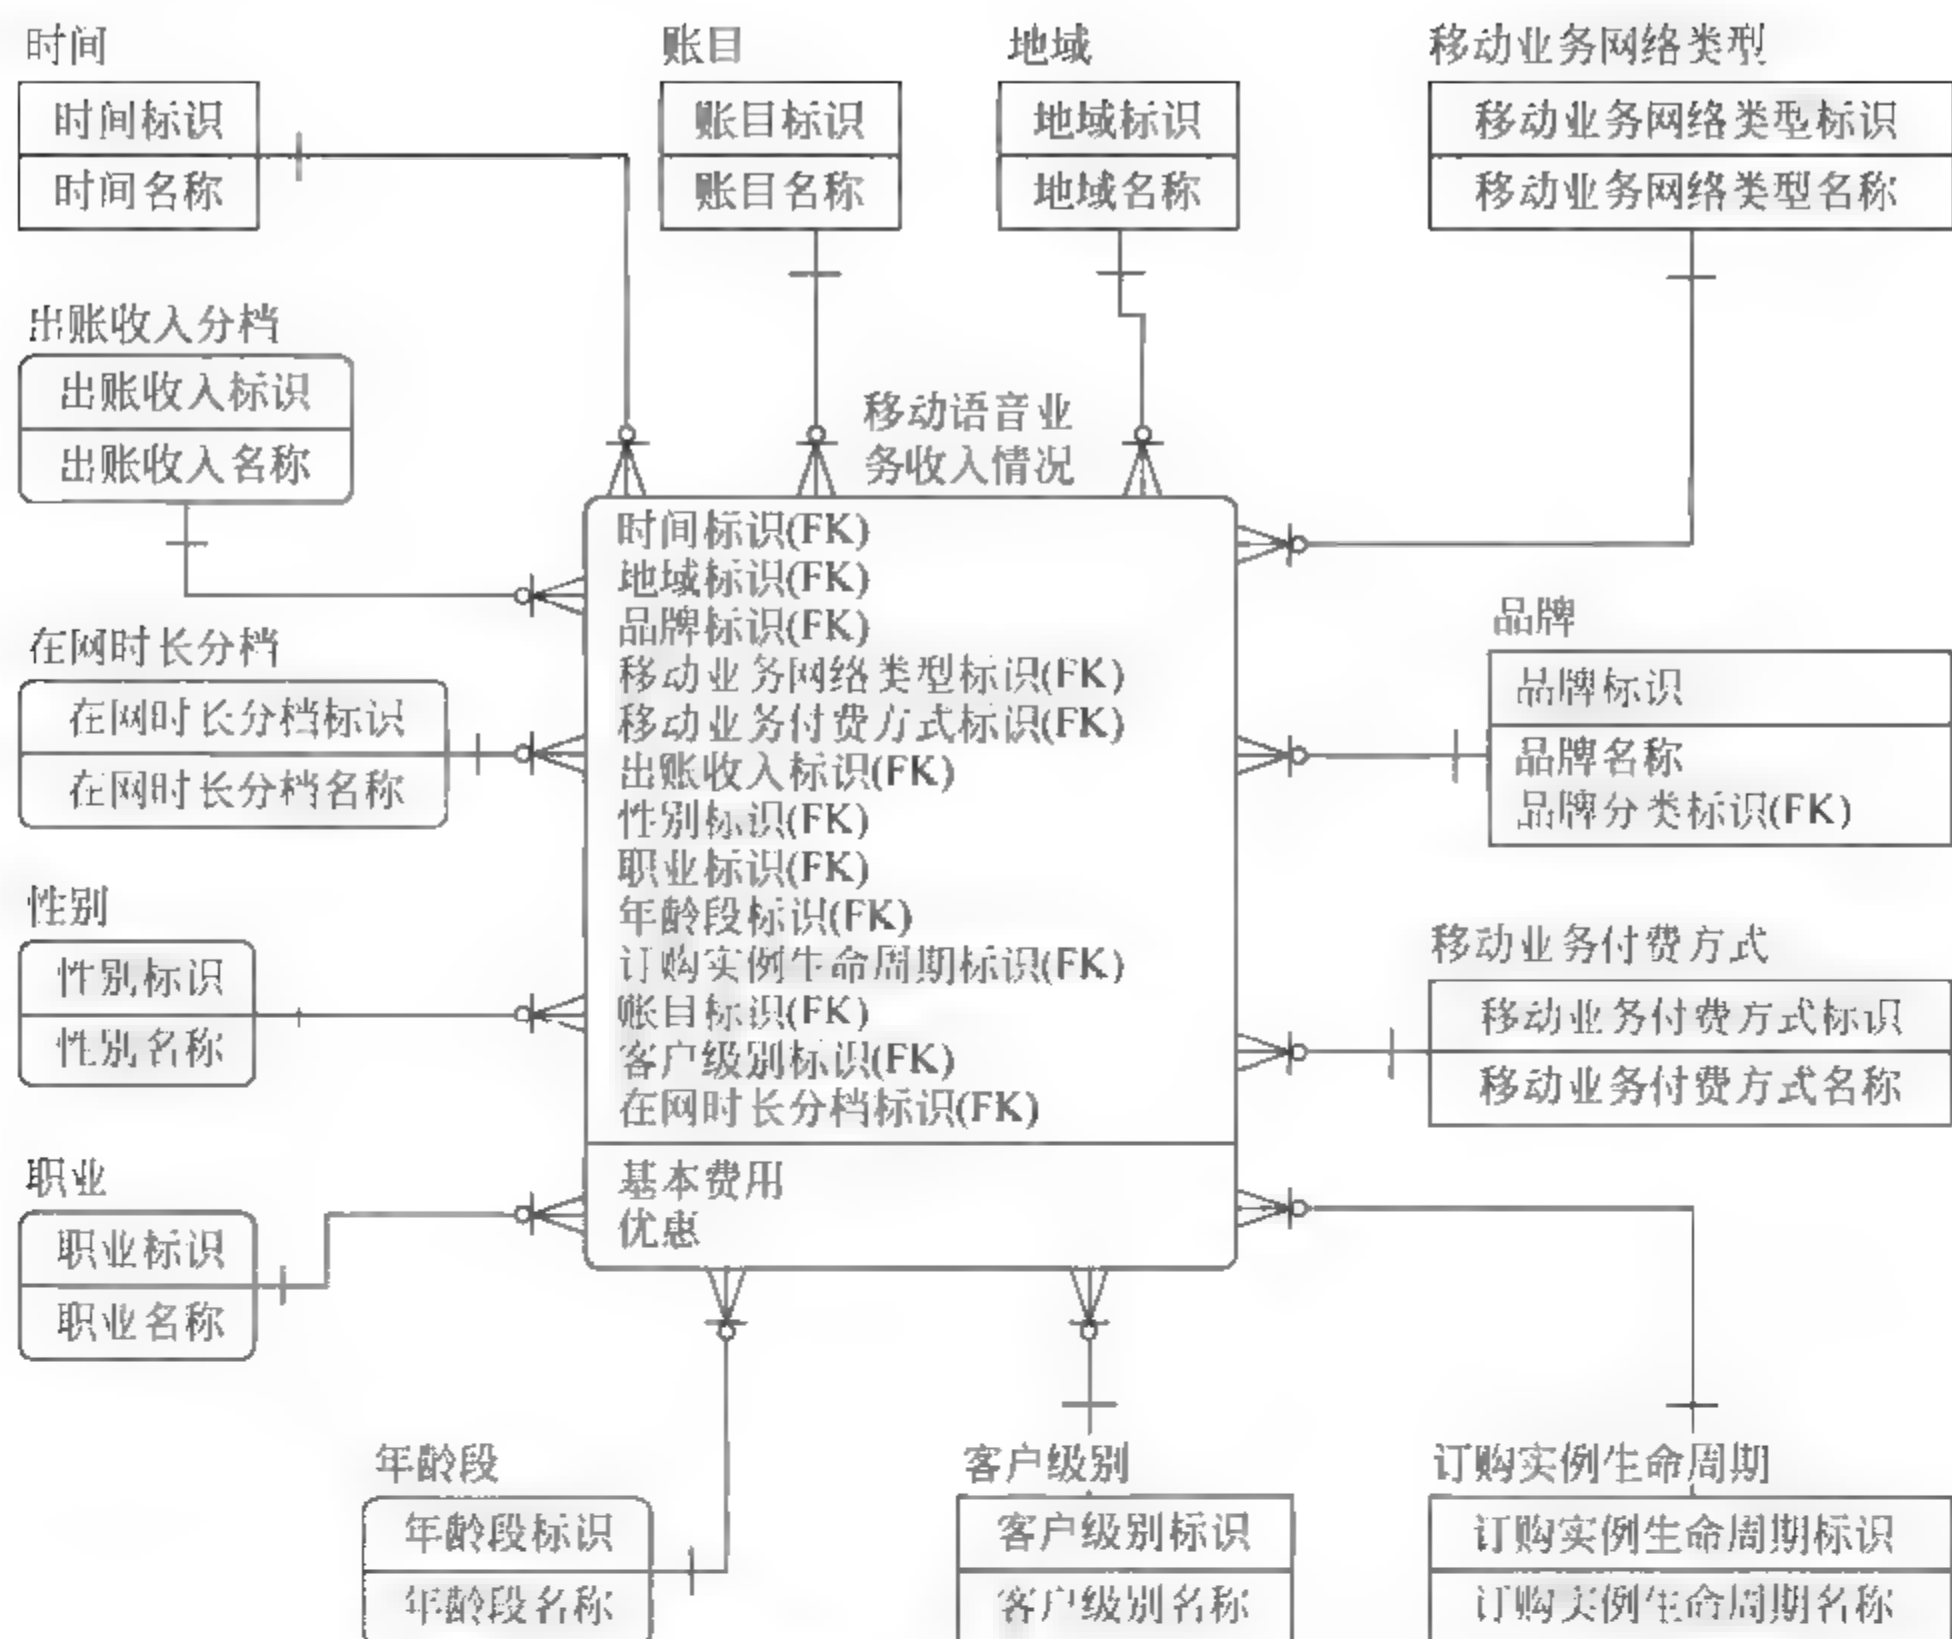 时间
时间标识
时间名称
账目
账目标识
账目名称
地域
地域标识
地域名称
移动业务网络类型
移动业务网络类型标识
移动业务网络类型名称
出账收入分档
出账收入标识
出账收入名称
在网时长分档
在网时长分档标识
在网时长分档名称
性别
性别标识
性别名称
职业
职业标识
职业名称
移动语音业
务收入情况
时间标识(FK)
地域标识(FK)
品牌标识(FK)
移动业务网络类型标识(FK)
移动业务付费方式标识(FK)
出账收入标识(FK)
性别标识(FK)
职业标识(FK)
年龄段标识(FK)
订购实例生命周期标识(FK)
账目标识(FK)
客户级别标识(FK)
在网时长分档标识(FK)
基本费用
优惠
品牌
品牌标识
品牌名称
品牌分类标识(FK)
移动业务付费方式
移动业务付费方式标识
移动业务付费方式名称
年龄段
年龄段标识
年龄段名称
客户级别
客户级别标识
客户级别名称
订购实例生命周期
订购实例生命周期标识
订购实例生命周期名称